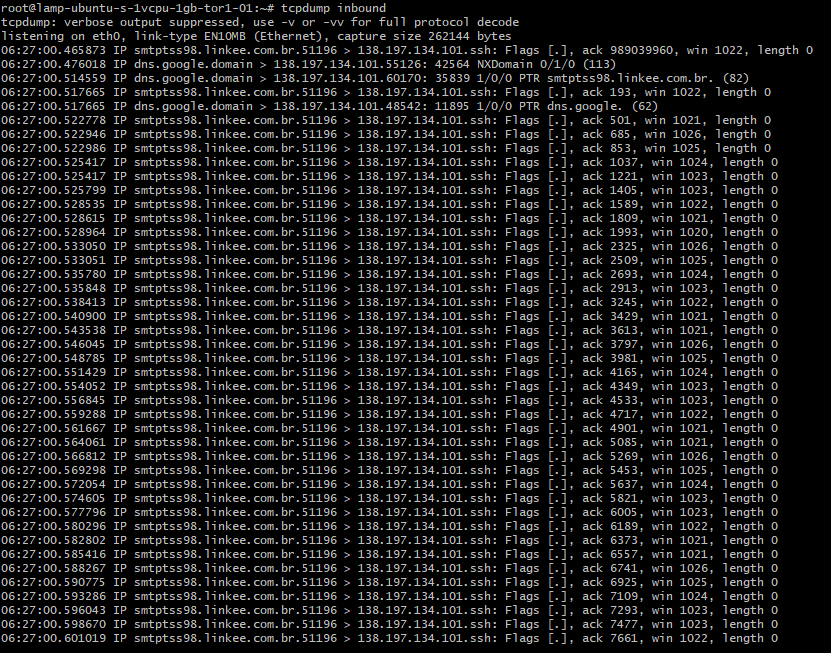 root@lamp-ubuntu-s-1vcpu-1gb-tor1-01:~# tcpdump inbound
tcpdump: verbose output suppressed, use -v or -vv for full protocol decode
listening on eth0, link-type EN10MB (Ethernet), capture size 262144 bytes
06:27:00.465873 IP smtptss98.linkee.com.br.51196 > 138.197.134.101.ssh: Flags [.], ack 989039960, win 1022, length 0
06:27:00.476018 IP dns.google.domain > 138.197.134.101.55126: 42564 NXDomain 0/1/0 (113)
06:27:00.514559 IP dns.google.domain > 138.197.134.101.60170: 35839 1/0/0 PTR smtptss98.linkee.com.br. (82)
06:27:00.517665 IP smtptss98.linkee.com.br.51196 > 138.197.134.101.ssh: Flags [.], ack 193, win 1022, length 0
06:27:00.517665 IP dns.google.domain > 138.197.134.101.48542: 11895 1/0/0 PTR dns.google. (62)
06:27:00.522778 IP smtptss98.linkee.com.br.51196 > 138.197.134.101.ssh: Flags [.], ack 501, win 1021, length 0
06:27:00.522946 IP smtptss98.linkee.com.br.51196 > 138.197.134.101.ssh: Flags [.], ack 685, win 1026, length 0
06:27:00.522986 IP smtptss98.linkee.com.br.51196 > 138.197.134.101.ssh: Flags [.], ack 853, win 1025, length 0
06:27:00.525417 IP smtptss98.linkee.com.br.51196 > 138.197.134.101.ssh: Flags [.], ack 1037, win 1024, length 0
06:27:00.525417 IP smtptss98.linkee.com.br.51196 > 138.197.134.101.ssh: Flags [.], ack 1221, win 1023, length 0
06:27:00.525799 IP smtptss98.linkee.com.br.51196 > 138.197.134.101.ssh: Flags [.], ack 1405, win 1023, length 0
06:27:00.528535 IP smtptss98.linkee.com.br.51196 > 138.197.134.101.ssh: Flags [.], ack 1589, win 1022, length 0
06:27:00.528615 IP smtptss98.linkee.com.br.51196 > 138.197.134.101.ssh: Flags [.], ack 1809, win 1021, length 0
06:27:00.528964 IP smtptss98.linkee.com.br.51196 > 138.197.134.101.ssh: Flags [.], ack 1993, win 1020, length 0
06:27:00.533050 IP smtptss98.linkee.com.br.51196 > 138.197.134.101.ssh: Flags [.], ack 2325, win 1026, length 0
06:27:00.533051 IP smtptss98.linkee.com.br.51196 > 138.197.134.101.ssh: Flags [.], ack 2509, win 1025, length 0
06:27:00.535780 IP smtptss98.linkee.com.br.51196 > 138.197.134.101.ssh: Flags [.], ack 2693, win 1024, length 0
06:27:00.535848 IP smtptss98.linkee.com.br.51196 > 138.197.134.101.ssh: Flags [.], ack 2913, win 1023, length 0
06:27:00.538413 IP smtptss98.linkee.com.br.51196 > 138.197.134.101.ssh: Flags [.], ack 3245, win 1022, length 0
06:27:00.540900 IP smtptss98.linkee.com.br.51196 > 138.197.134.101.ssh: Flags [.], ack 3429, win 1021, length 0
06:27:00.543538 IP smtptss98.linkee.com.br.51196 > 138.197.134.101.ssh: Flags [.], ack 3613, win 1021, length 0
06:27:00.546045 IP smtptss98.linkee.com.br.51196 > 138.197.134.101.ssh: Flags [.], ack 3797, win 1026, length 0
06:27:00.548785 IP smtptss98.linkee.com.br.51196 > 138.197.134.101.ssh: Flags [.], ack 3981, win 1025, length 0
06:27:00.551429 IP smtptss98.linkee.com.br.51196 > 138.197.134.101.ssh: Flags [.], ack 4165, win 1024, length 0
06:27:00.554052 IP smtptss98.linkee.com.br.51196 > 138.197.134.101.ssh: Flags [.], ack 4349, win 1023, length 0
06:27:00.556845 IP smtptss98.linkee.com.br.51196 > 138.197.134.101.ssh: Flags [.], ack 4533, win 1023, length 0
06:27:00.559288 IP smtptss98.linkee.com.br.51196 > 138.197.134.101.ssh: Flags [.], ack 4717, win 1022, length 0
06:27:00.561667 IP smtptss98.linkee.com.br.51196 > 138.197.134.101.ssh: Flags [.], ack 4901, win 1021, length 0
06:27:00.564061 IP smtptss98.linkee.com.br.51196 > 138.197.134.101.ssh: Flags [.], ack 5085, win 1021, length 0
06:27:00.566812 IP smtptss98.linkee.com.br.51196 > 138.197.134.101.ssh: Flags [.], ack 5269, win 1026, length 0
06:27:00.569298 IP smtptss98.linkee.com.br.51196 > 138.197.134.101.ssh: Flags [.], ack 5453, win 1025, length 0
06:27:00.572054 IP smtptss98.linkee.com.br.51196 > 138.197.134.101.ssh: Flags [.], ack 5637, win 1024, length 0
06:27:00.574605 IP smtptss98.linkee.com.br.51196 > 138.197.134.101.ssh: Flags [.], ack 5821, win 1023, length 0
06:27:00.577796 IP smtptss98.linkee.com.br.51196 > 138.197.134.101.ssh: Flags [.], ack 6005, win 1023, length 0
06:27:00.580296 IP smtptss98.linkee.com.br.51196 > 138.197.134.101.ssh: Flags [.], ack 6189, win 1022, length 0
06:27:00.582802 IP smtptss98.linkee.com.br.51196 > 138.197.134.101.ssh: Flags [.], ack 6373, win 1021, length 0
06:27:00.585416 IP smtptss98.linkee.com.br.51196 > 138.197.134.101.ssh: Flags [.], ack 6557, win 1021, length 0
06:27:00.588267 IP smtptss98.linkee.com.br.51196 > 138.197.134.101.ssh: Flags [.], ack 6741, win 1026, length 0
06:27:00.590775 IP smtptss98.linkee.com.br.51196 > 138.197.134.101.ssh: Flags [.], ack 6925, win 1025, length 0
06:27:00.593286 IP smtptss98.linkee.com.br.51196 > 138.197.134.101.ssh: Flags [.], ack 7109, win 1024, length 0
06:27:00.596043 IP smtptss98.linkee.com.br.51196 > 138.197.134.101.ssh: Flags [.], ack 7293, win 1023, length 0
06:27:00.598670 IP smtptss98.linkee.com.br.51196 > 138.197.134.101.ssh: Flags [.], ack 7477, win 1023, length 0
06:27:00.601019 IP smtptss98.linkee.com.br.51196 > 138.197.134.101.ssh: Flags [.], ack 7661, win 1022, length 0